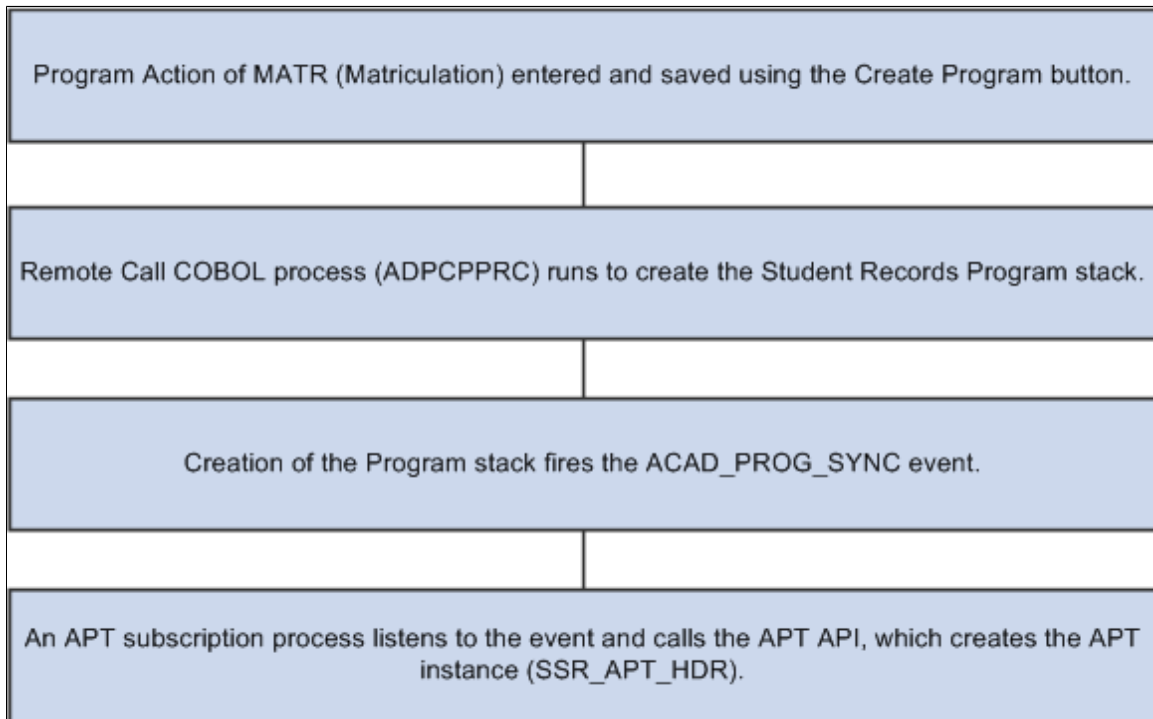 Program Action of MATR (Matriculation) entered and saved using the Create Program button.
Remote Call COBOL process (ADPCPPRC) runs to create the Student Records Program stack.
Creation of the Program stack fires the ACAD_PROG_SYNC event.
An APT subscription process listens to the event and calls the APT API, which creates the APT
instance (SSR_APT_HDR).